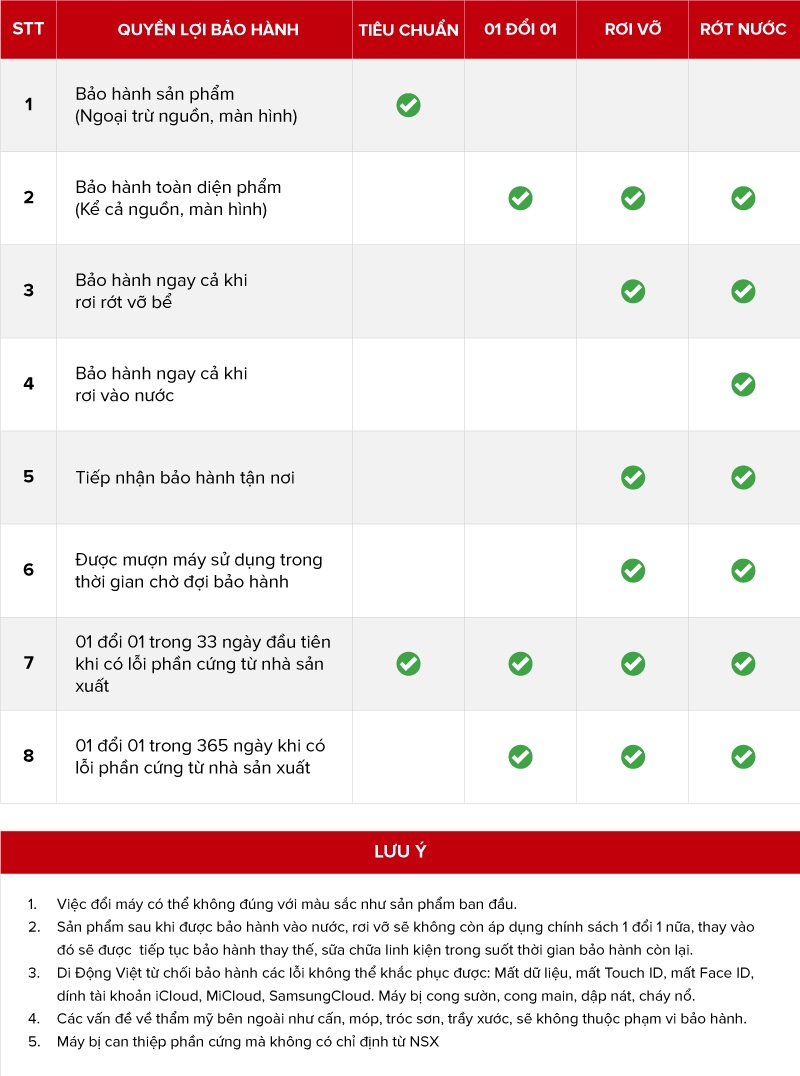 STT QUYỀN LỢI BẢO HÀNH TIÊU CHUẨN 01 ĐỔI 01 RƠI VỠ RỚT NƯỚC
1 Bảo hành sản phẩm
(Ngoại trừ nguồn, màn hình)
2 Bảo hành toàn diện phẩm
(Kể cả nguồn, màn hình)
3 Bảo hành ngay cả khi
rơi rớt vỡ bể
4 Bảo hành ngay cả khi
rơi vào nước
5 Tiếp nhận bảo hành tận nơi
6 Được mượn máy sử dụng trong
thời gian chờ đợi bảo hành
7 01 đổi 01 trong 33 ngày đầu tiên
khi có lỗi phần cứng từ nhà sản
xuất
8 01 đổi 01 trong 365 ngày khi có
lỗi phần cứng từ nhà sản xuất
LƯU Ý
1. Việc đổi máy có thể không đúng với màu sắc như sản phẩm ban đầu.
2. Sản phẩm sau khi được bảo hành vào nước, rơi vỡ sẽ không còn áp dụng chính sách 1 đổi 1 nữa, thay vào
đó sẽ được tiếp tục bảo hành thay thế, sữa chữa linh kiện trong suốt thời gian bảo hành còn lại.
3. Di Động Việt từ chối bảo hành các lỗi không thể khắc phục được: Mất dữ liệu, mất Touch ID, mất Face ID,
dính tài khoản iCloud, MiCloud, SamsungCloud. Máy bị cong sườn, cong main, dập nát, cháy nổ.
4. Các vấn đề về thẩm mỹ bên ngoài như cấn, móp, tróc sơn, trầy xước, sẽ không thuộc phạm vi bảo hành.
5. Máy bị can thiệp phần cứng mà không có chỉ định từ NSX